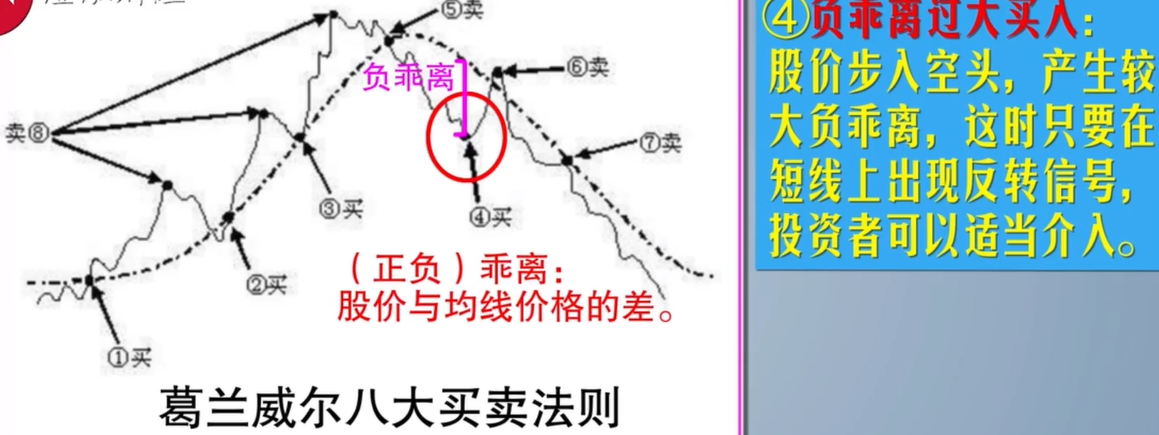 ⑤卖
负乖离
⑥卖
卖⑧
⑦卖
③买
④买
②买
(正负)乖离：
股价与均线价格的差。
①买
葛兰威尔八大买卖法则
④负乖离过大买入：
股价步入空头，产生较
大负乖离，这时只要在
短线上出现反转信号，
投资者可以适当介入。